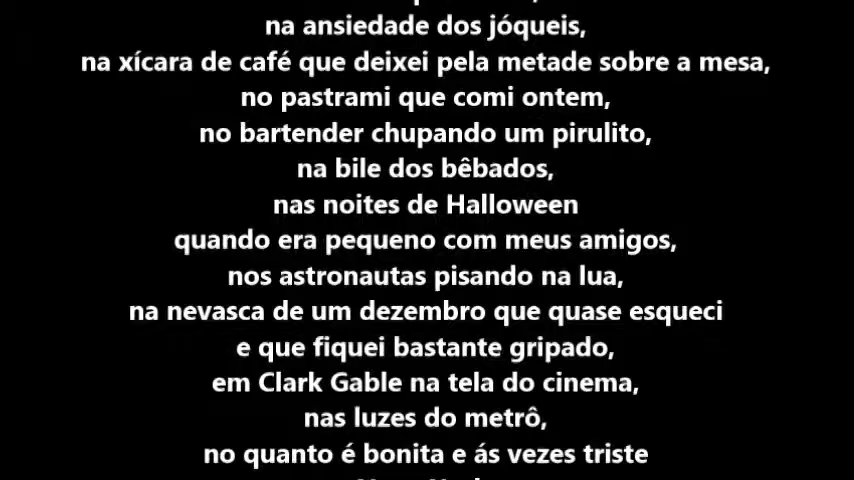 na ansiedade dos jóqueis,
na xícara de café que deixei pela metade sobre a mesa,
no pastrami que comi ontem,
no bartender chupando um pirulito,
na bile dos bêbados,
nas noites de Halloween
quando era pequeno com meus amigos,
nos astronautas pisando na lua,
na nevasca de um dezembro que quase esqueci
e que fiquei bastante gripado,
em Clark Gable na tela do cinema,
nas luzes do metrô,
no quanto é bonita e ás vezes triste